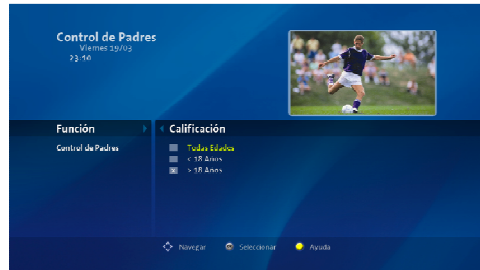 Control de Padres
Viernes 19/03
23:10
Función
Calificación
Control de Padres
Todas Edades
< 18 Años
x > 18 Años
Navegar
Seleccionar
Ayuda